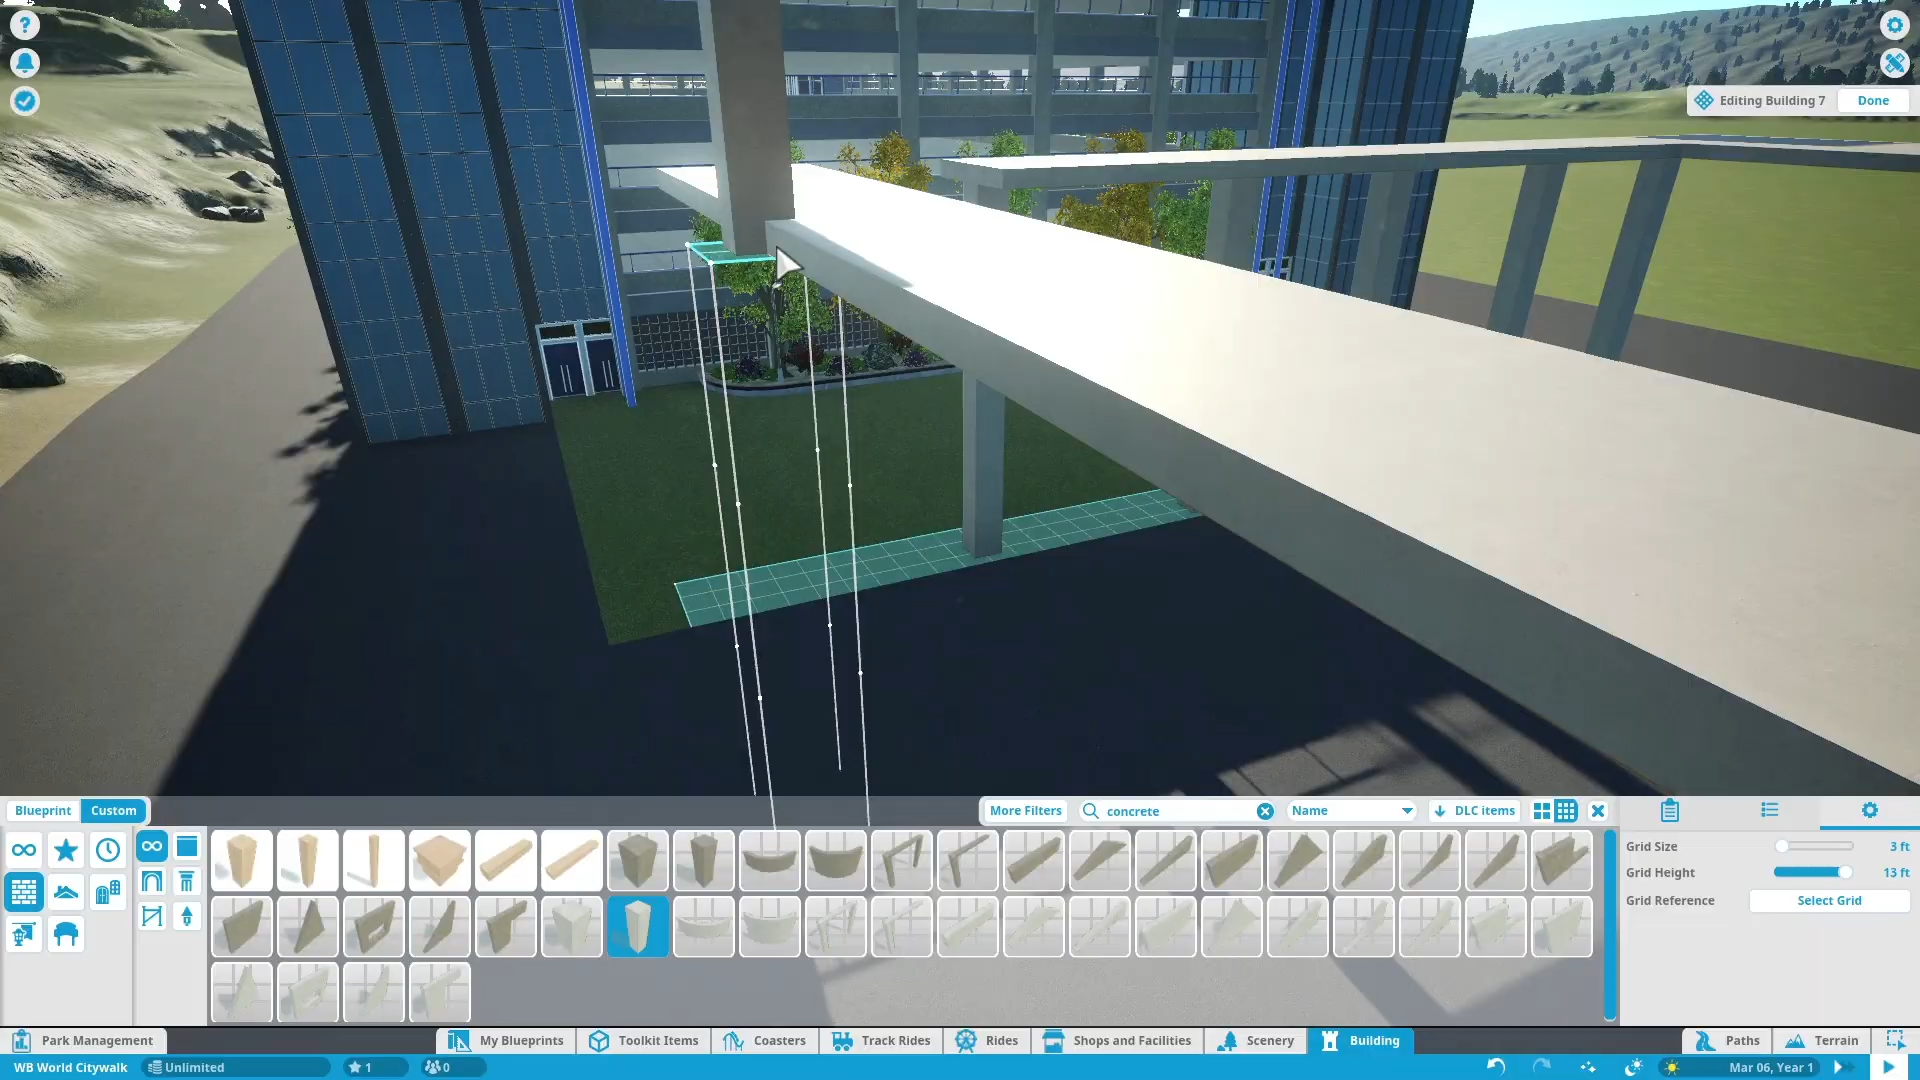 ?
Editing Building 7
Done
Blueprint
Custom
More Filters
concrete
Name
DLC items
Grid Size
3 ft
Grid Height
13 ft
Grid Reference
Select Grid
Park Management
My Blueprints
Toolkit Items
Coasters
Track Rides
Rides
Shops and Facilities
Scenery
Building
Paths
Terrain
WB World Citywalk
Unlimited
1
0
Mar 06, Year 1